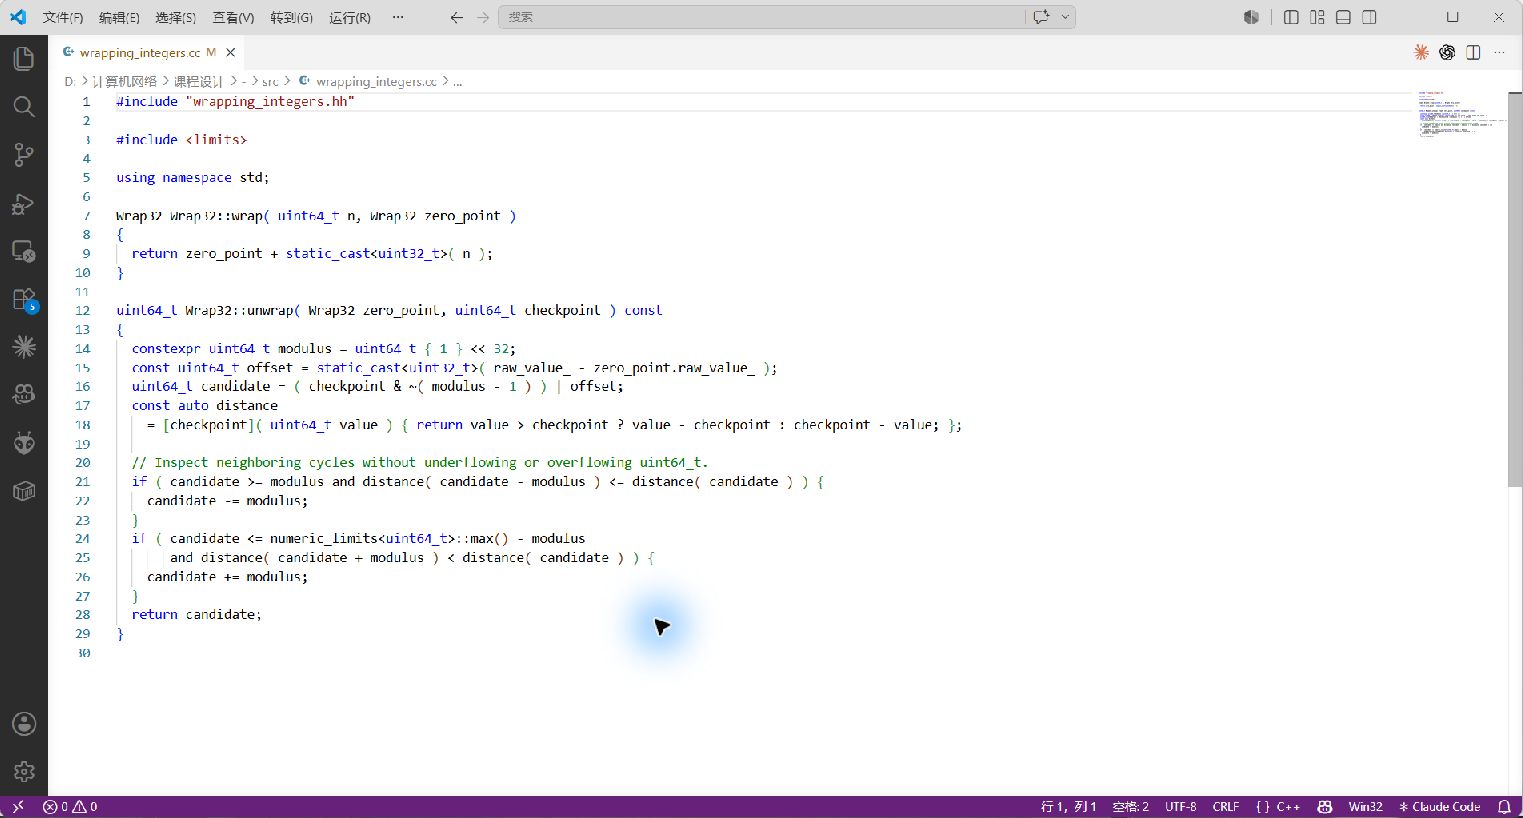 文件(F) 编辑(E) 选择(S) 查看(V) 转到(G) 运行(R) ··· 搜索
wrapping_integers.cc M
D: > 计算机网络 > 课程设计 > - > src > wrapping_integers.cc > ...
1 #include "wrapping_integers.hh"
2
3 #include <limits>
4
5 using namespace std;
6
7 Wrap32 Wrap32::wrap( uint64_t n, Wrap32 zero_point )
8 {
9 return zero_point + static_cast<uint32_t>( n );
10 }
11
12 uint64_t Wrap32::unwrap( Wrap32 zero_point, uint64_t checkpoint ) const
13 {
14 constexpr uint64_t modulus = uint64_t { 1 } << 32;
15 const uint64_t offset = static_cast<uint32_t>( raw_value_ - zero_point.raw_value_ );
16 uint64_t candidate = ( checkpoint & ~( modulus - 1 ) ) | offset;
17 const auto distance
18 = [checkpoint]( uint64_t value ) { return value > checkpoint ? value - checkpoint : checkpoint - value; };
19
20 // Inspect neighboring cycles without underflowing or overflowing uint64_t.
21 if ( candidate >= modulus and distance( candidate - modulus ) <= distance( candidate ) ) {
22 candidate -= modulus;
23 }
24 if ( candidate <= numeric_limits<uint64_t>::max() - modulus
25 and distance( candidate + modulus ) < distance( candidate ) ) {
26 candidate += modulus;
27 }
28 return candidate;
29 }
30
5
0 0 行 1，列 1 空格: 2 UTF-8 CRLF {} C++ Win32 Claude Code